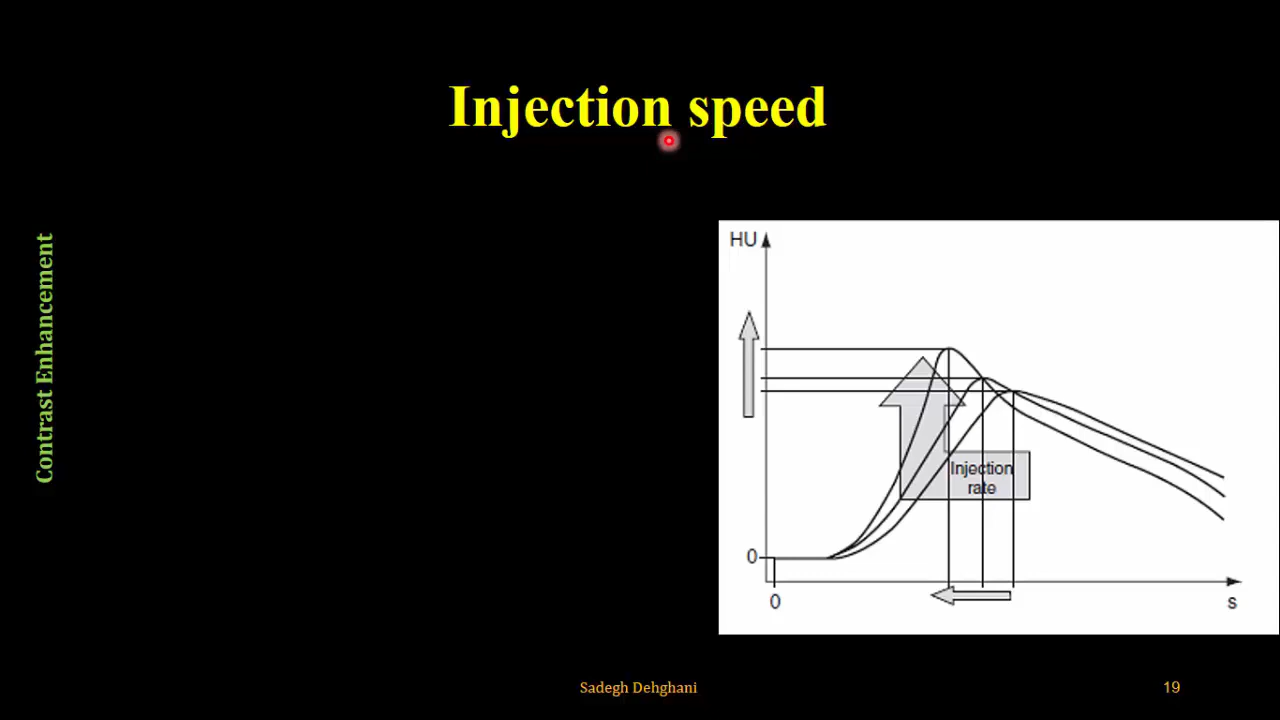 Injection speed
Contrast Enhancement
HU
Injection
rate
0
0
s
Sadegh Dehghani
19